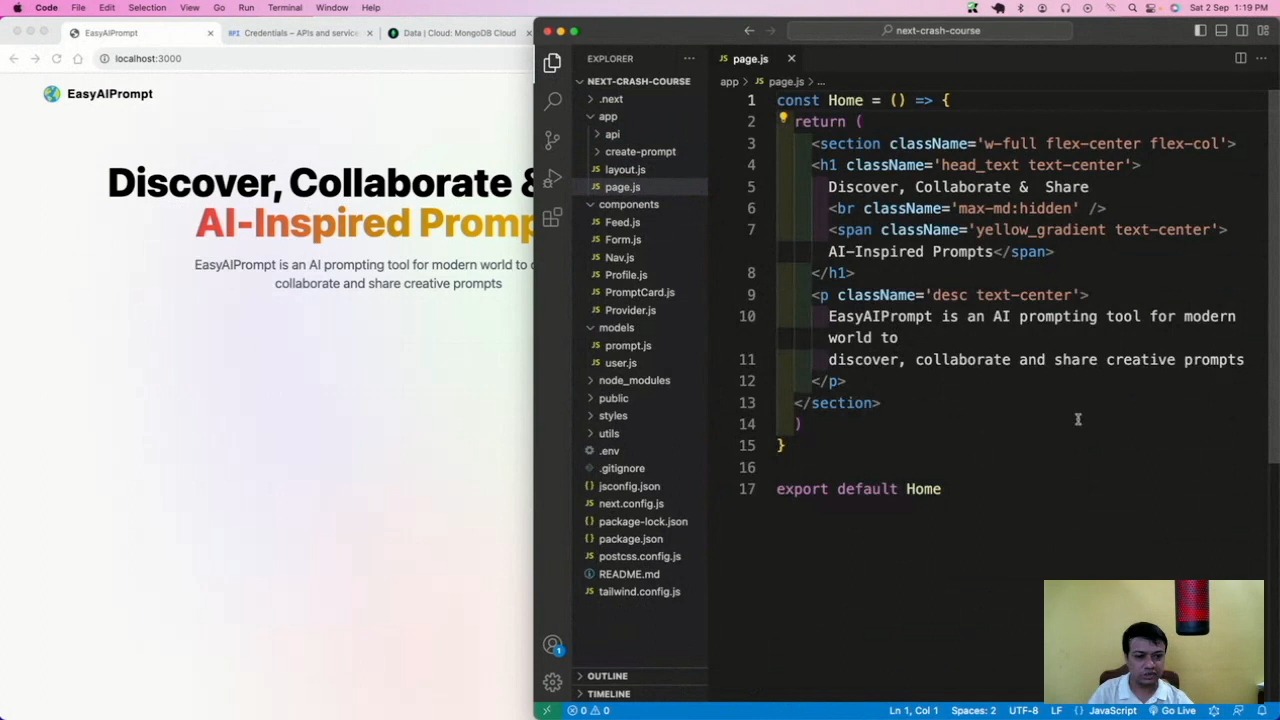 Code File Edit Selection View Go Run Terminal Window Help
Sat 2 Sep 1:19 PM
EasyAIPrompt
Credentials – APIs and service
Data | Cloud: MongoDB Cloud
localhost:3000
EasyAIPrompt
Discover, Collaborate &
AI-Inspired Promp
EasyAIPrompt is an AI prompting tool for modern world to
collaborate and share creative prompts
next-crash-course
EXPLORER
NEXT-CRASH-COURSE
.next
app
api
create-prompt
layout.js
page.js
components
Feed.js
Form.js
Nav.js
Profile.js
PromptCard.js
Provider.js
models
prompt.js
user.js
node_modules
public
styles
utils
.env
.gitignore
jsconfig.json
next.config.js
package-lock.json
package.json
postcss.config.js
README.md
tailwind.config.js
OUTLINE
TIMELINE
page.js
app > page.js > ...
1 const Home = () => {
2 return (
3 <section className='w-full flex-center flex-col'>
4 <h1 className='head_text text-center'>
5 Discover, Collaborate & Share
6 <br className='max-md:hidden' />
7 <span className='yellow_gradient text-center'>
AI-Inspired Prompts</span>
8 </h1>
9 <p className='desc text-center'>
10 EasyAIPrompt is an AI prompting tool for modern
world to
11 discover, collaborate and share creative prompts
12 </p>
13 </section>
14 )
15 }
16
17 export default Home
1
0 0 Ln 1, Col 1 Spaces: 2 UTF-8 LF {} JavaScript Go Live